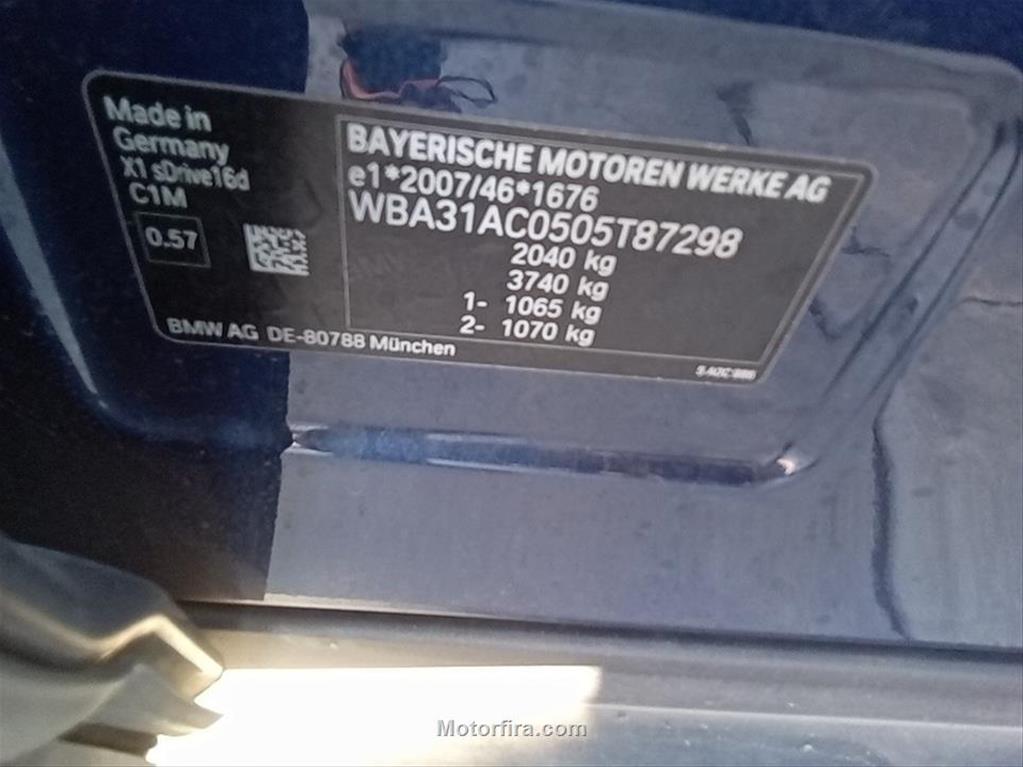 Made in
Germany
X1 sDrive16d
C1M
0.57
BMW AG DE-80788 München
BAYERISCHE MOTOREN WERKE AG
e1*2007/46*1676
WBA31AC0505T87298
2040 kg
3740 kg
1- 1065 kg
2- 1070 kg
Motorfira.com